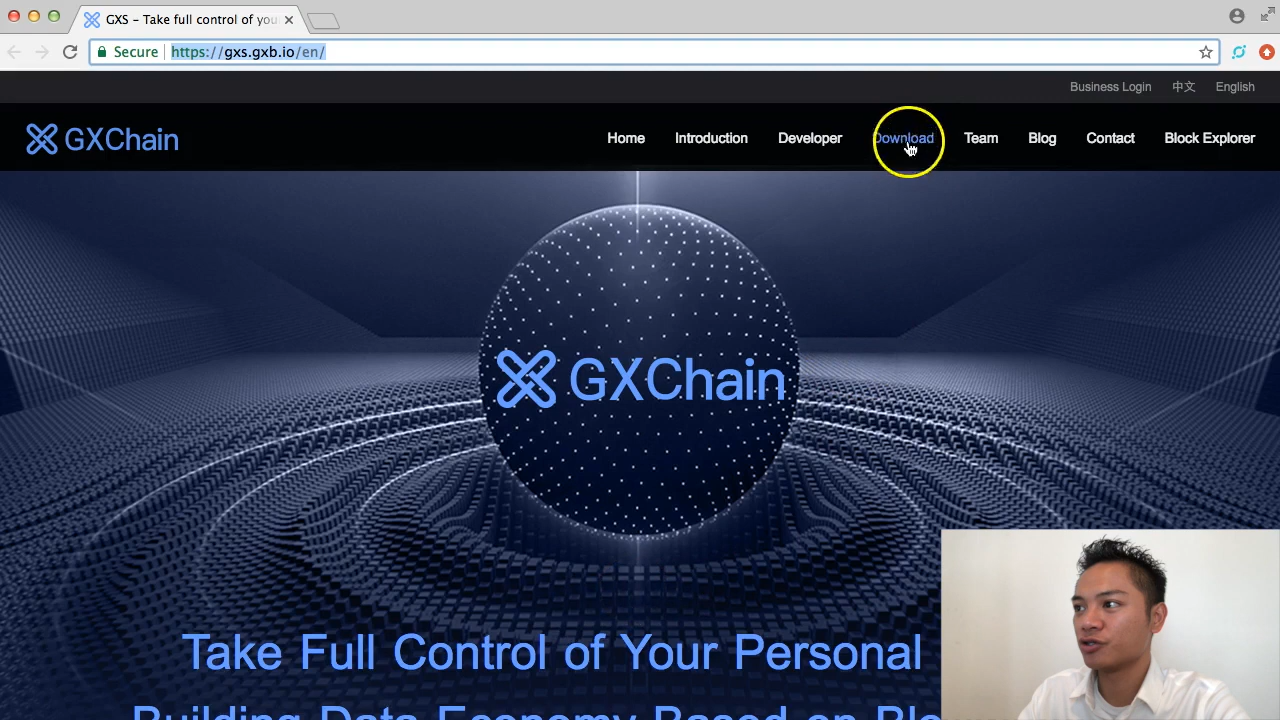 GXS - Take full control of you
Secure
https://gxs.gxb.io/en/
Business Login 中文 English
GXChain
Home Introduction Developer Download Team Blog Contact Block Explorer
GXChain
Take Full Control of Your Personal
Building Data Economy Based on